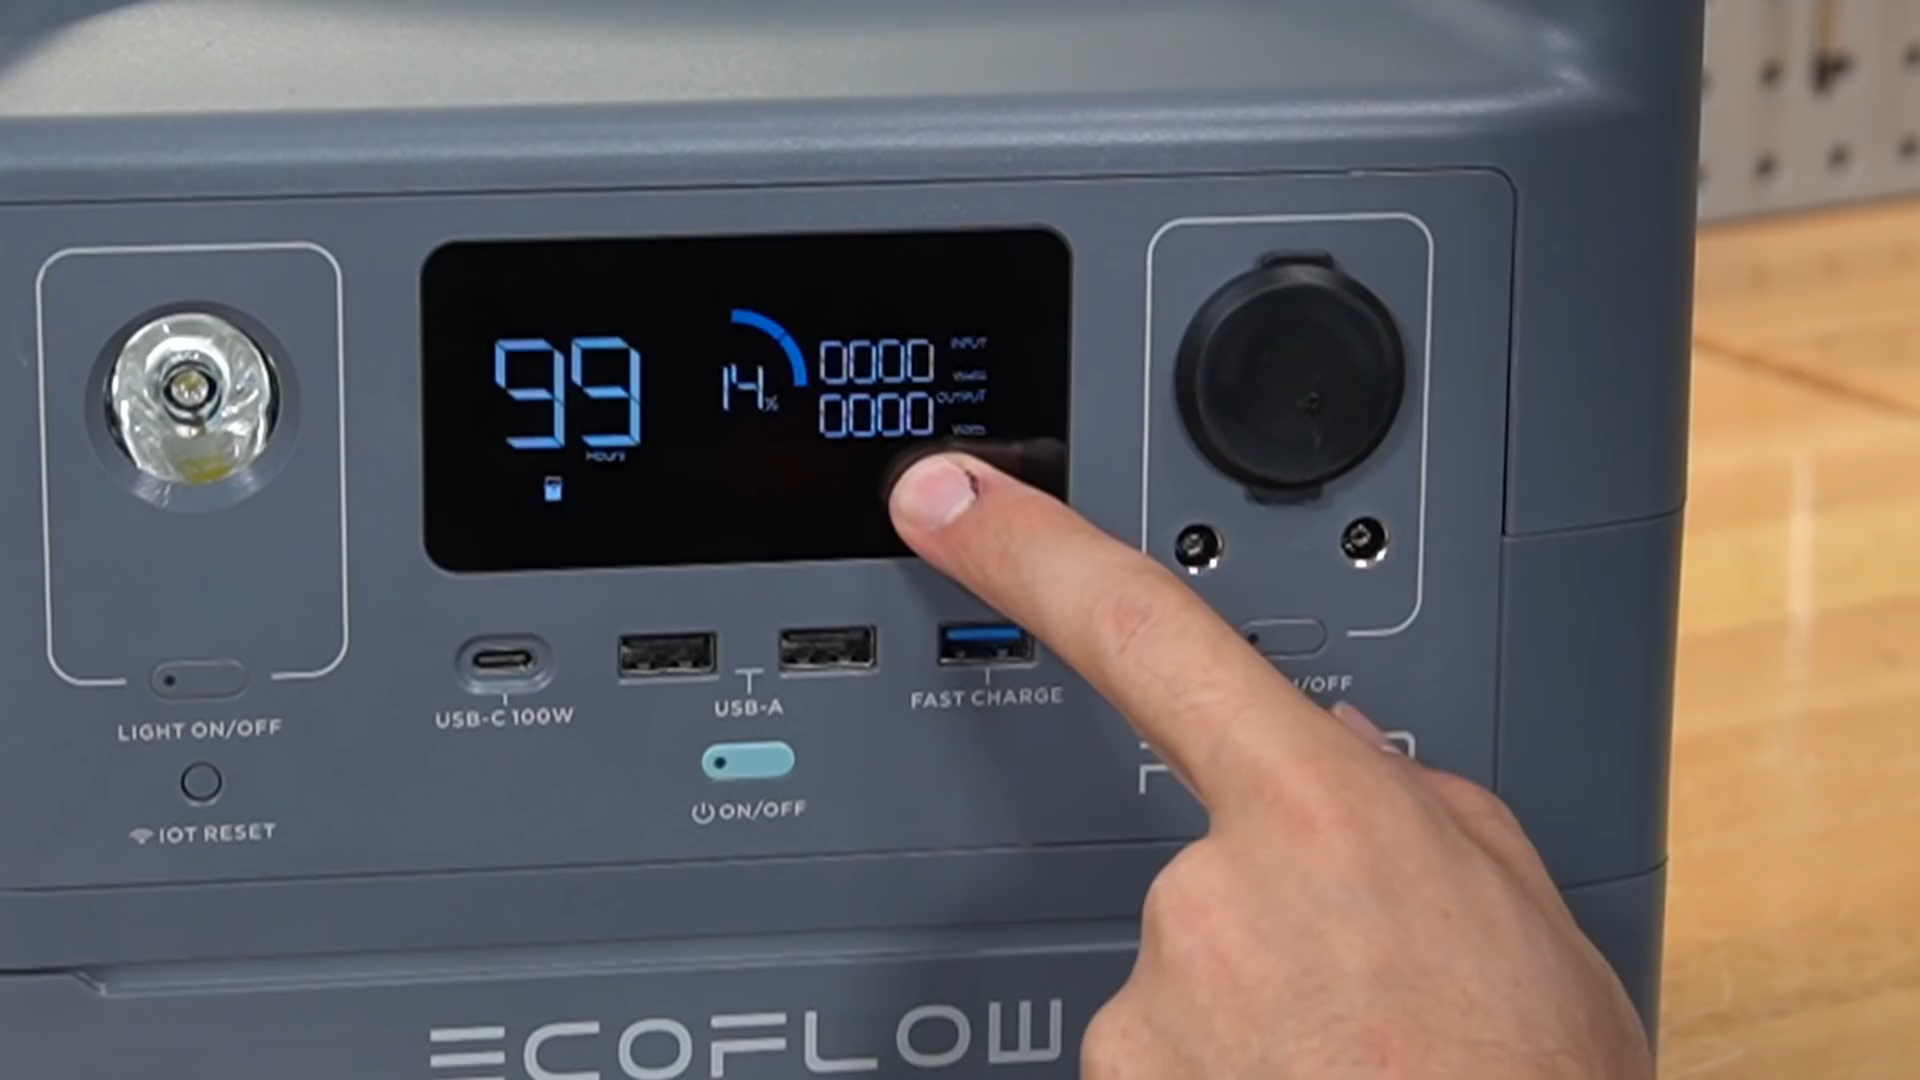 99
Hours
14%
0000
INPUT
Watts
0000
OUTPUT
Watts
USB-C 100W
USB-A
FAST CHARGE
LIGHT ON/OFF
ON/OFF
IOT RESET
ECOFLOW